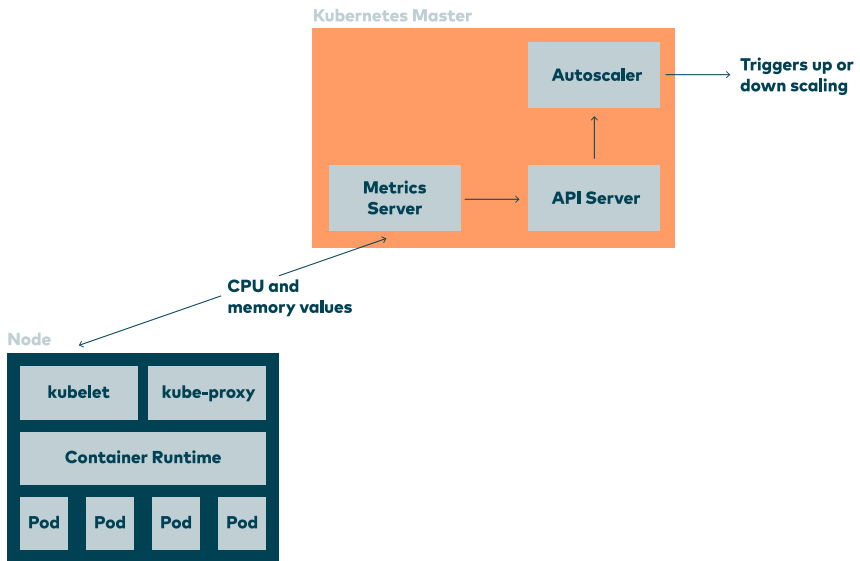 Kubernetes Master
Autoscaler
Triggers up or
down scaling
Metrics
Server
API Server
CPU and
memory values
Node
kubelet
kube-proxy
Container Runtime
Pod
Pod
Pod
Pod